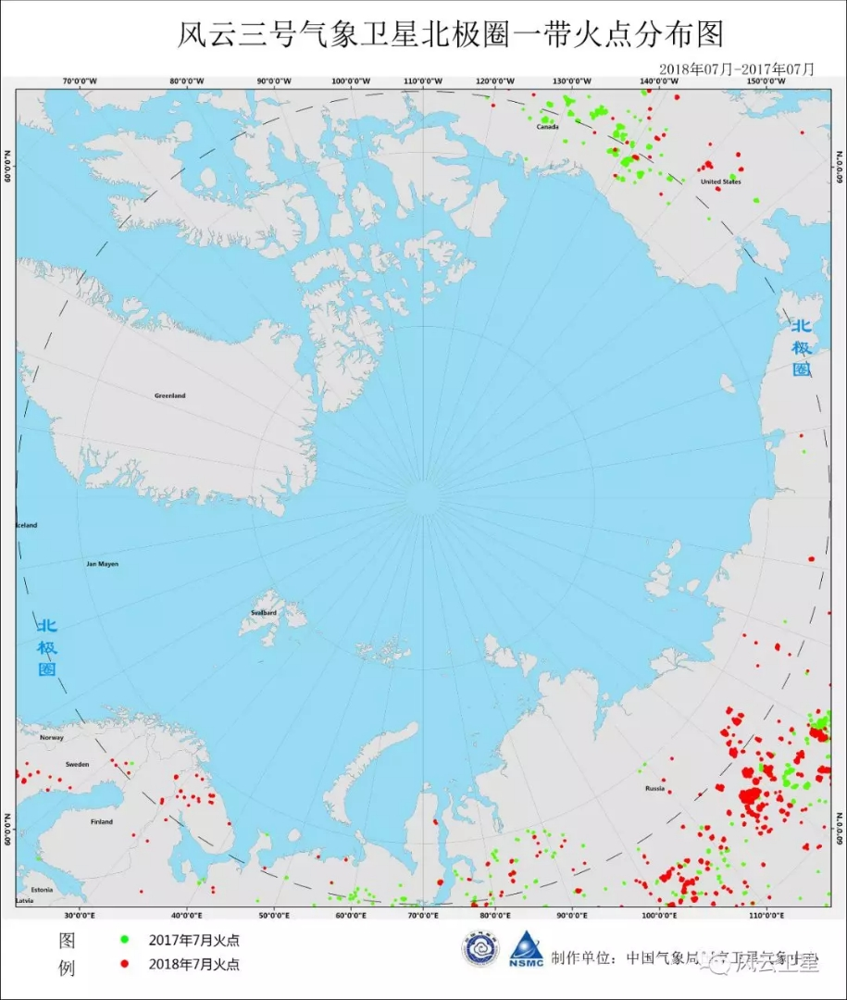 风云三号气象卫星北极圈一带火点分布图
2018年07月-2017年07月
70°0'0"W 80°0'0"W 90°0'0"W 100°0'0"W 110°0'0"W 120°0'0"W 130°0'0"W 140°0'0"W 150°0'0"W
Canada
60°0'0"N
60°0'0"N
United States
北极圈
Greenland
Iceland
Jan Mayen
Svalbard
北极圈
Norway
Sweden
Russia
Finland
60°0'0"N
60°0'0"N
Estonia
Latvia
30°0'0"E 40°0'0"E 50°0'0"E 60°0'0"E 70°0'0"E 80°0'0"E 90°0'0"E 100°0'0"E 110°0'0"E
图例
2017年7月火点
2018年7月火点
NSMC
制作单位：中国气象局
风云卫星